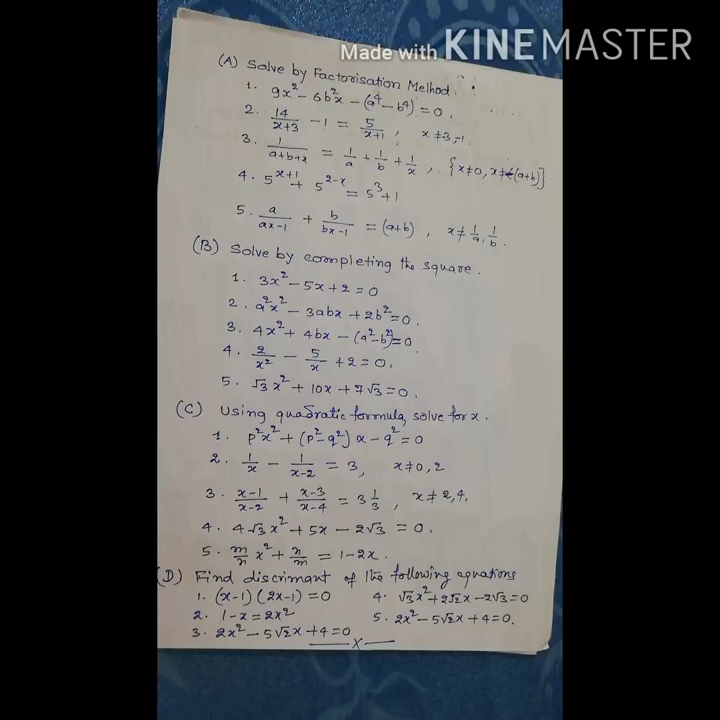 Made with KINEMASTER
(A) Solve by Factorisation Method.
1. 9x² - 6b²x - (a⁴ - b⁴) = 0.
2. 14/(x+3) - 1 = 5/(x+1), x ≠ 3, -1.
3. 1/(a+b+x) = 1/a + 1/b + 1/x, {x≠0, x≠-(a+b)}
4. 5^(x+1) + 5^(2-x) = 5³+1
5. a/(ax-1) + b/(bx-1) = (a+b), x ≠ 1/a, 1/b.
(B) Solve by completing the square.
1. 3x² - 5x + 2 = 0
2. a²x² - 3abx + 2b² = 0.
3. 4x² + 4bx - (a²-b²) = 0
4. 2/x² - 5/x + 2 = 0.
5. √3 x² + 10x + 7√3 = 0.
(C) Using quadratic formula, solve for x.
1. p²x² + (p²-q²) x - q² = 0
2. 1/x - 1/(x-2) = 3, x≠0, 2
3. (x-1)/(x-2) + (x-3)/(x-4) = 3 1/3, x ≠ 2, 4.
4. 4√3 x² + 5x - 2√3 = 0.
5. m/n x² + n/m = 1-2x.
(D) Find discrimant of the following equations
1. (x-1) (2x-1) = 0 4. √3x² + 2√2x - 2√3 = 0
2. 1-x = 2x² 5. 2x² - 5√2x + 4 = 0.
3. 2x² - 5√2x + 4 = 0
x